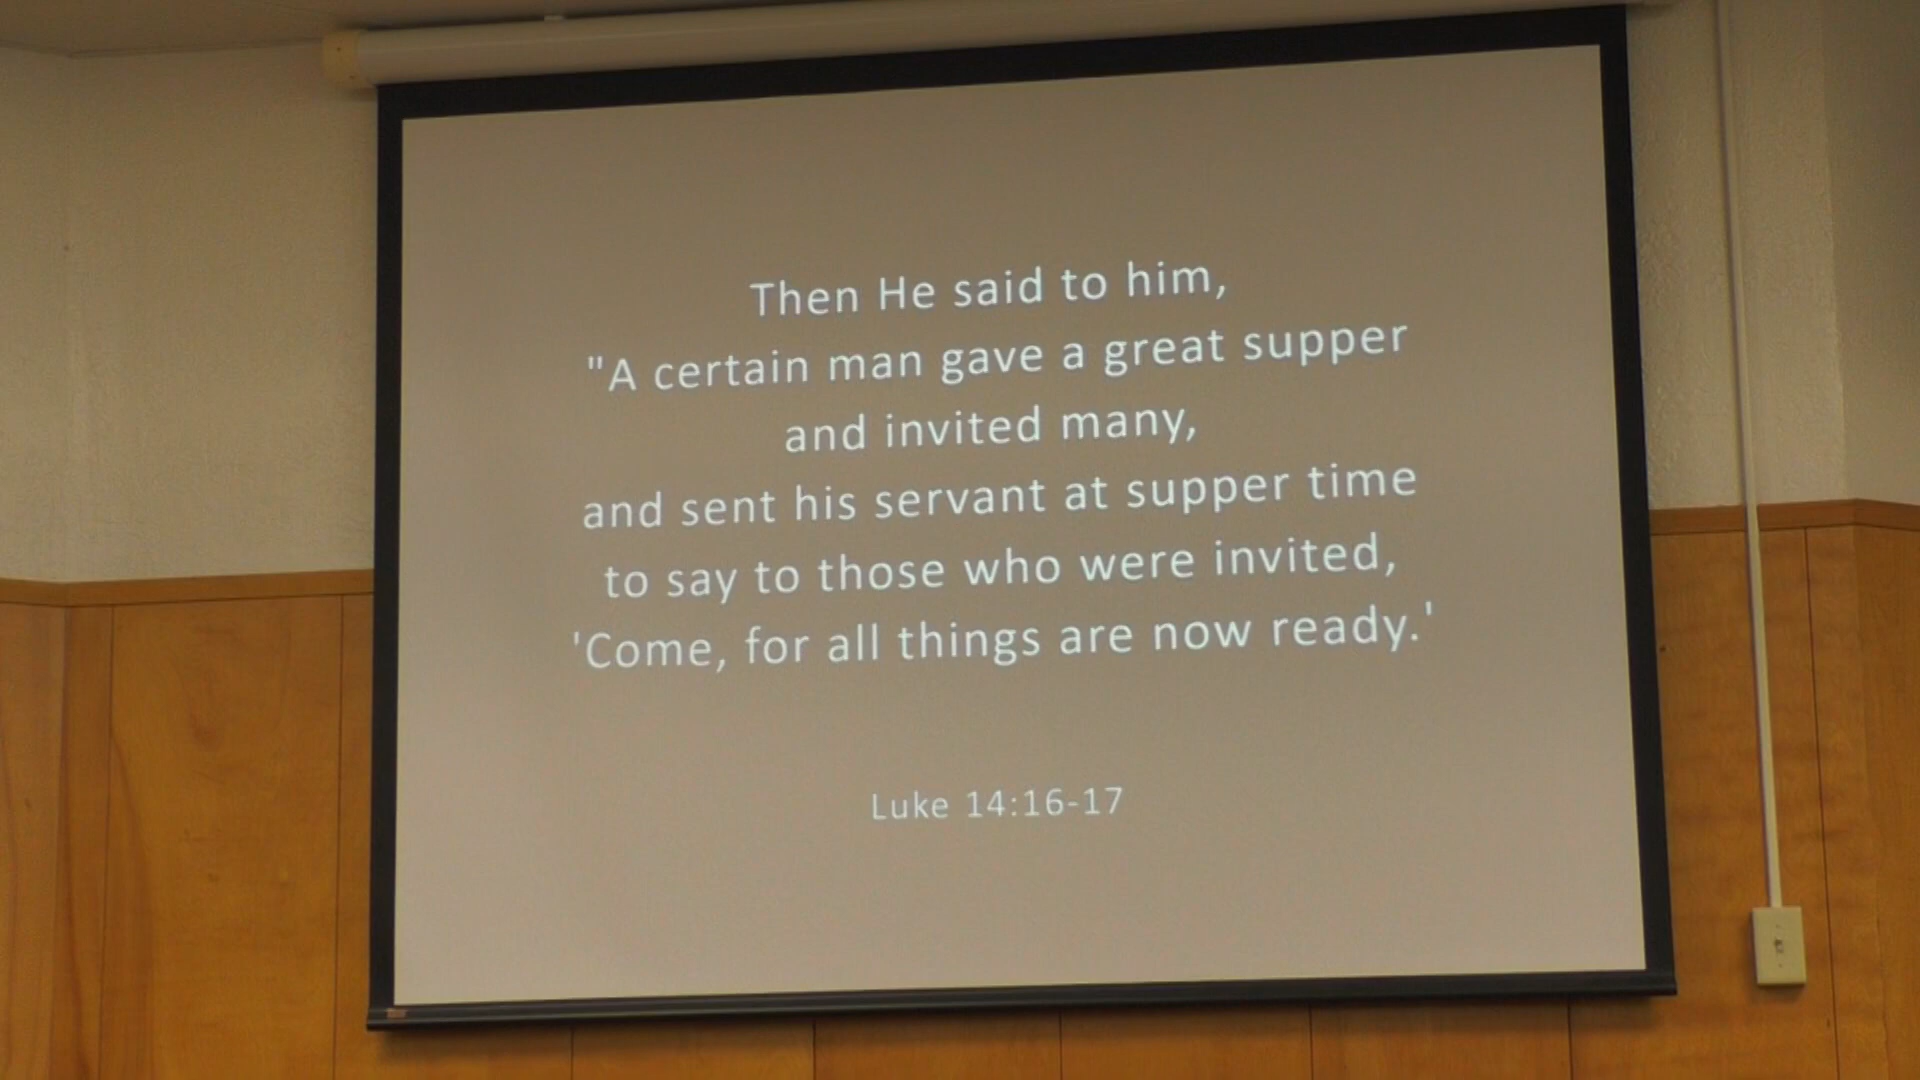 Then He said to him,
"A certain man gave a great supper
and invited many,
and sent his servant at supper time
to say to those who were invited,
'Come, for all things are now ready.'
Luke 14:16-17